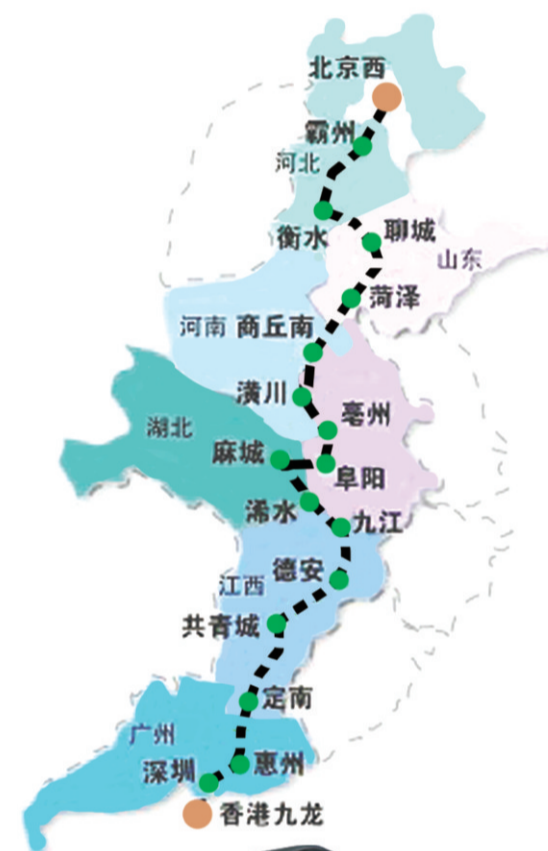 北京西
霸州
河北
衡水
聊城
山东
菏泽
河南
商丘南
潢川
亳州
湖北
麻城
阜阳
浠水
九江
德安
江西
共青城
定南
广州
惠州
深圳
香港九龙